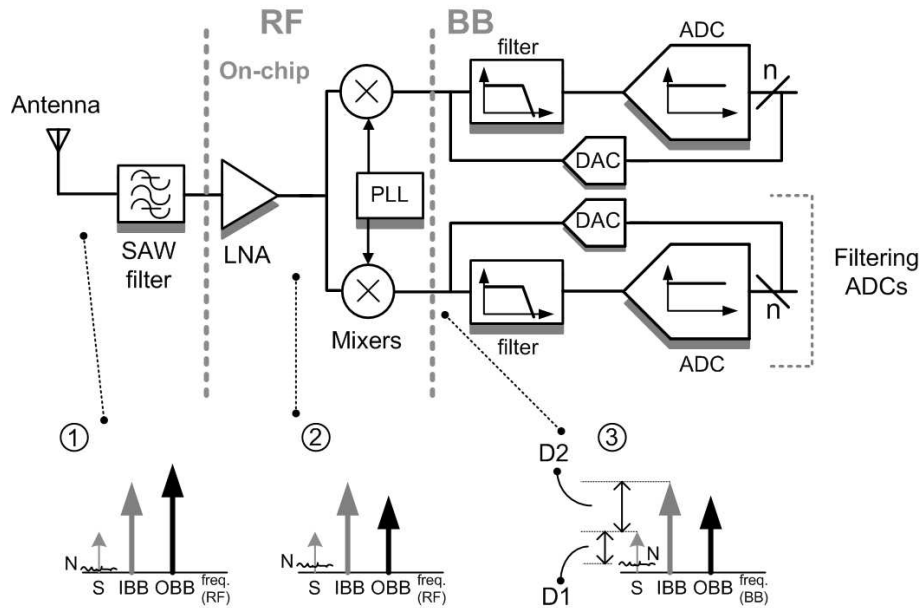 RF
BB
On-chip
filter
ADC
n
Antenna
DAC
PLL
SAW
filter
LNA
Mixers
DAC
filter
n
ADC
Filtering
ADCs
1
2
3
D2
D1
N
S
IBB
OBB
freq.
(RF)
N
S
IBB
OBB
freq.
(RF)
N
S
IBB
OBB
freq.
(BB)